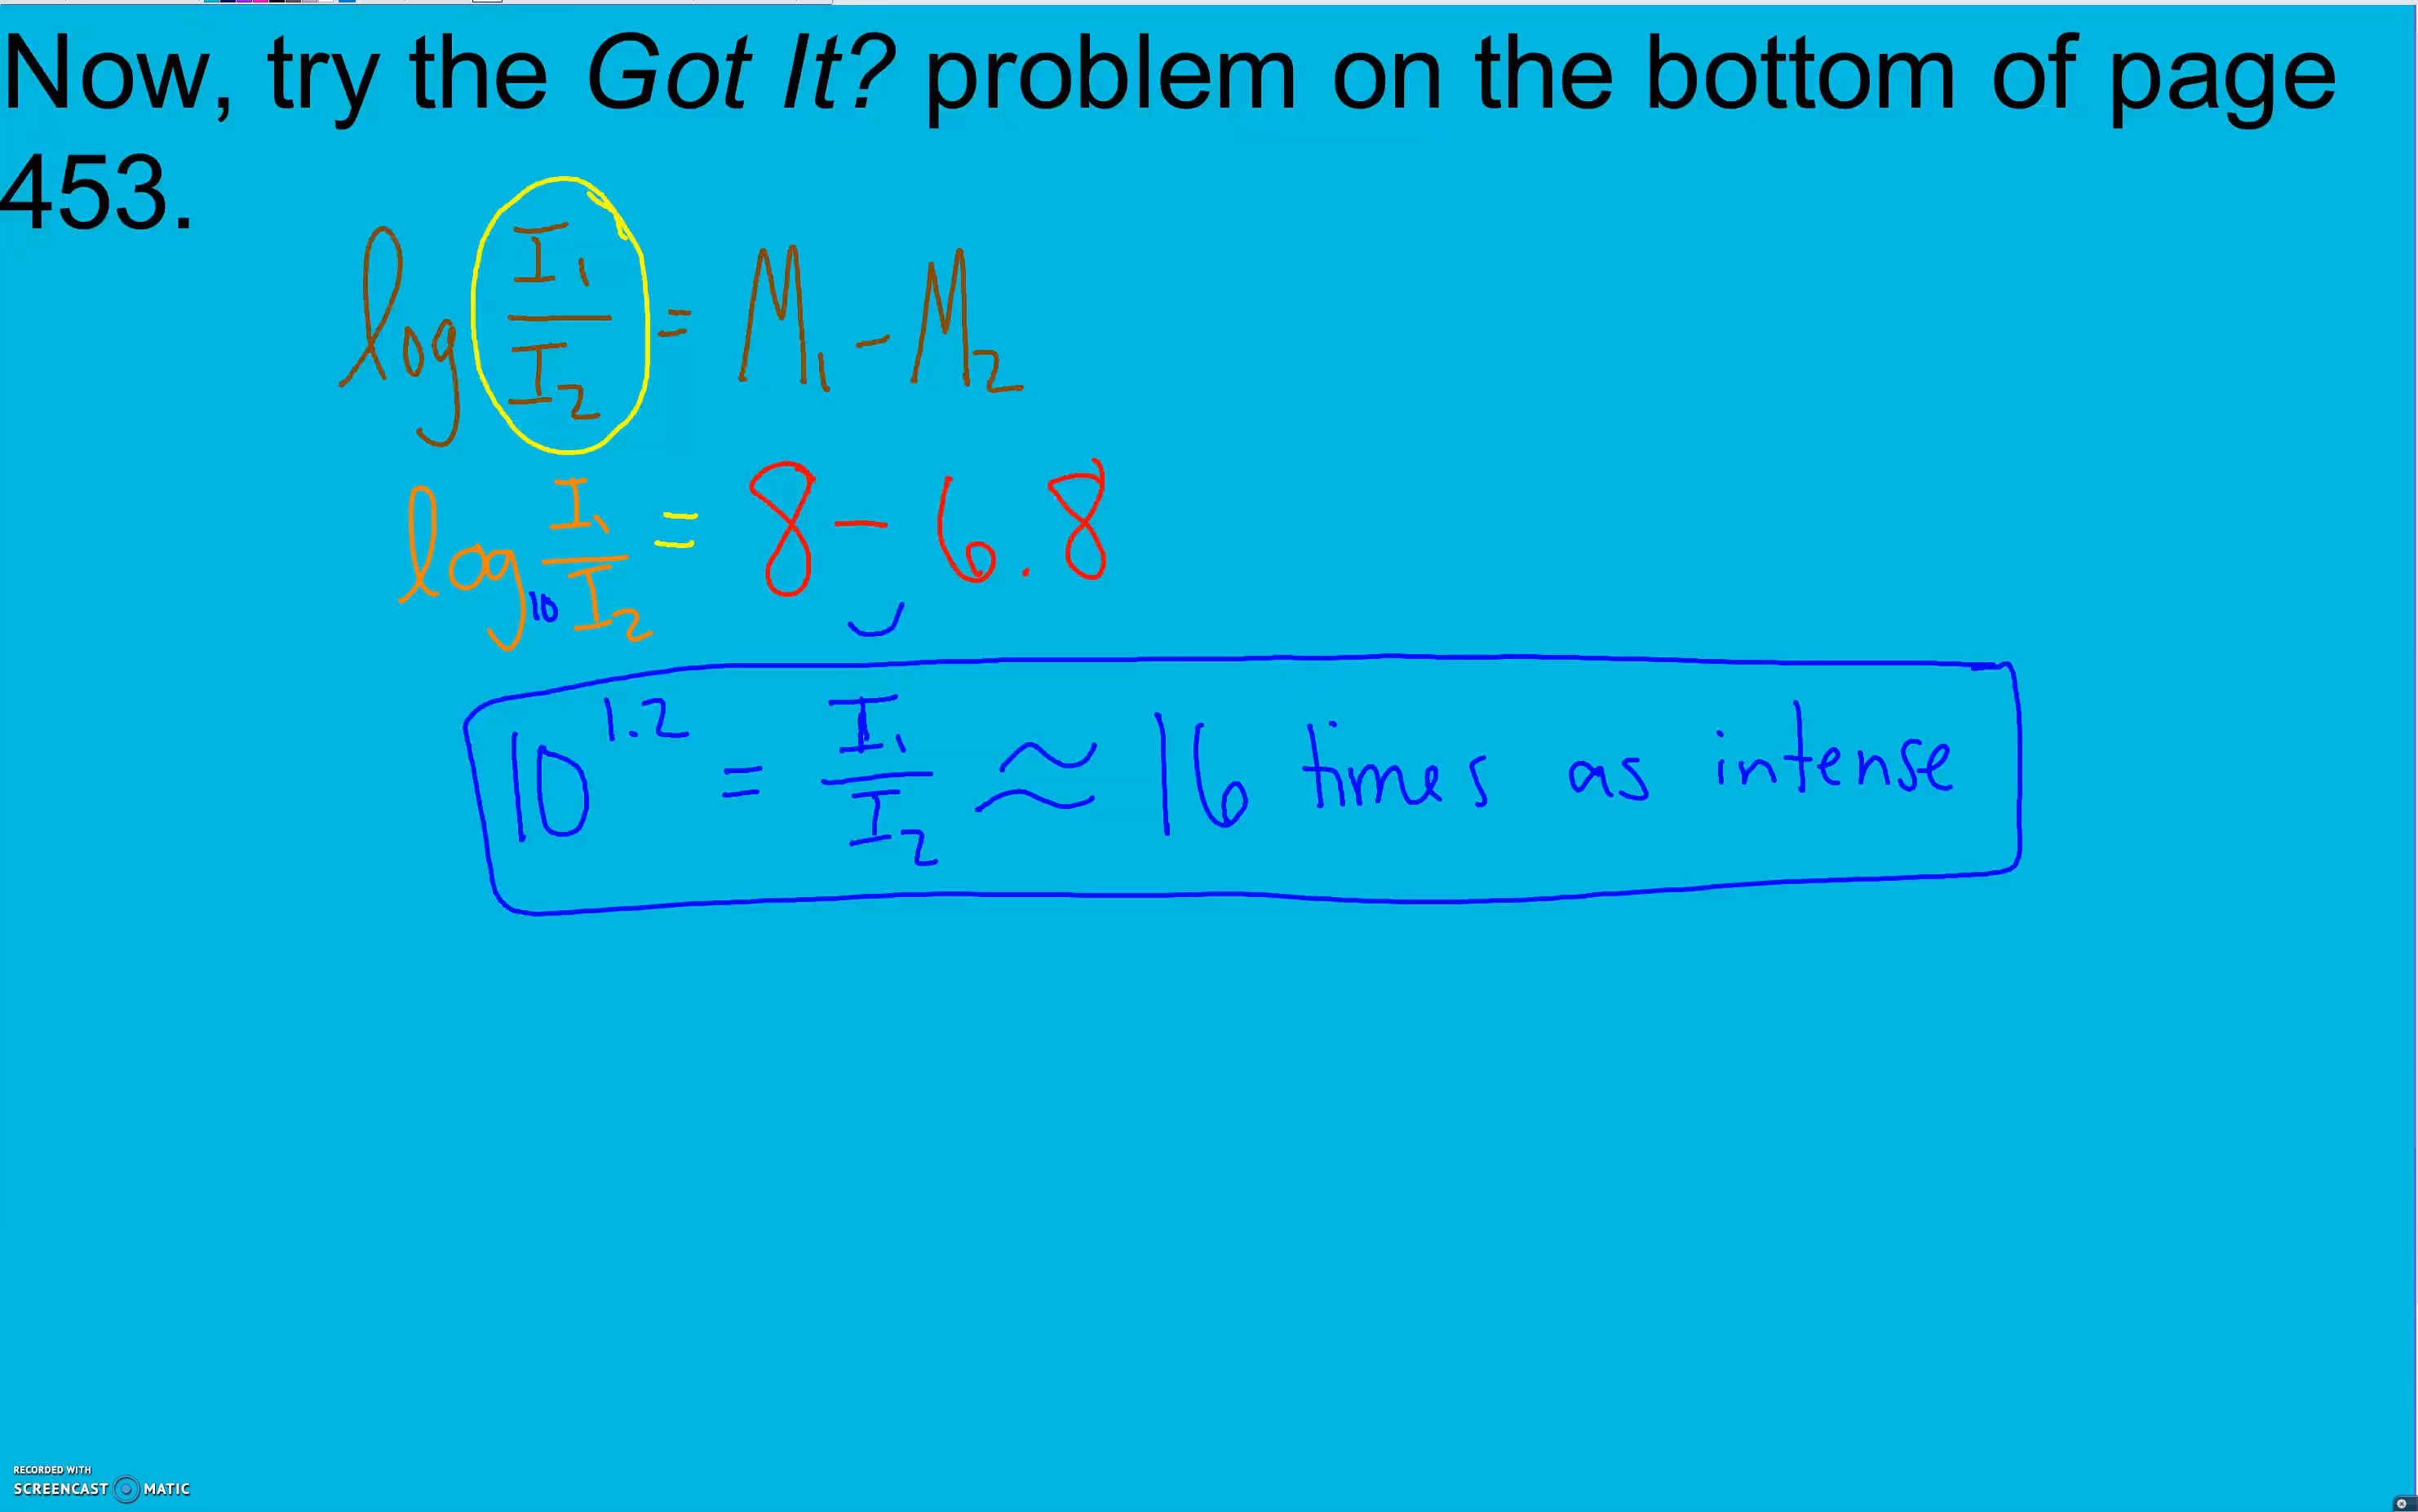 Now, try the Got It? problem on the bottom of page
453.
log I₁/I₂ = M₁ - M₂
log₁₀ I₁/I₂ = 8 - 6.8
10^1.2 = I₁/I₂ ≈ 16 times as intense
RECORDED WITH
SCREENCAST MATIC